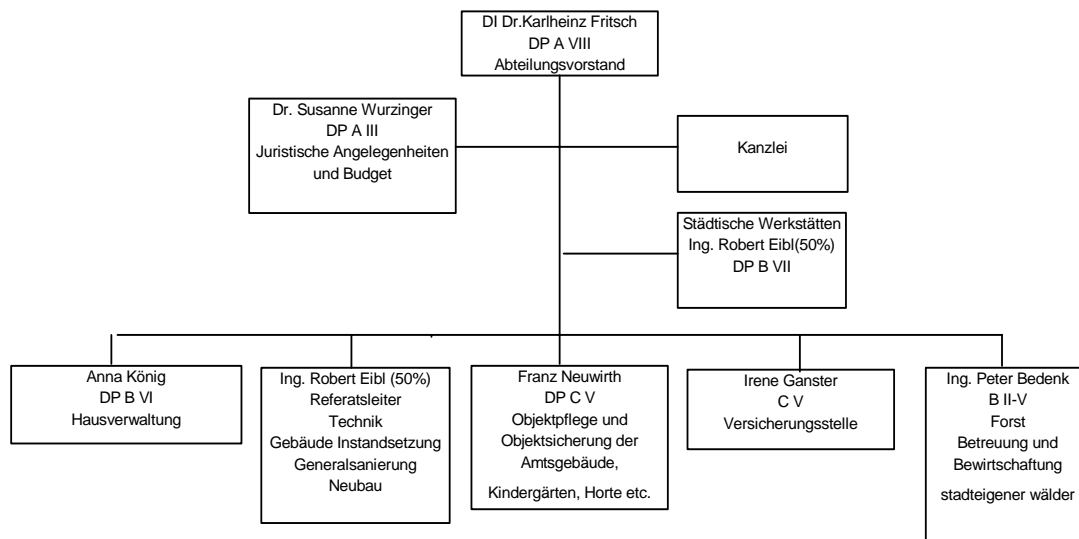 DI Dr.Karlheinz Fritsch
DP A VIII
Abteilungsvorstand
Dr. Susanne Wurzinger
DP A III
Juristische Angelegenheiten
und Budget
Kanzlei
Städtische Werkstätten
Ing. Robert Eibl(50%)
DP B VII
Anna König
DP B VI
Hausverwaltung
Ing. Robert Eibl (50%)
Referatsleiter
Technik
Gebäude Instandsetzung
Generalsanierung
Neubau
Franz Neuwirth
DP C V
Objektpflege und
Objektsicherung der
Amtsgebäude,
Kindergärten, Horte etc.
Irene Ganster
C V
Versicherungsstelle
Ing. Peter Bedenk
B II-V
Forst
Betreuung und
Bewirtschaftung
stadteigener wälder